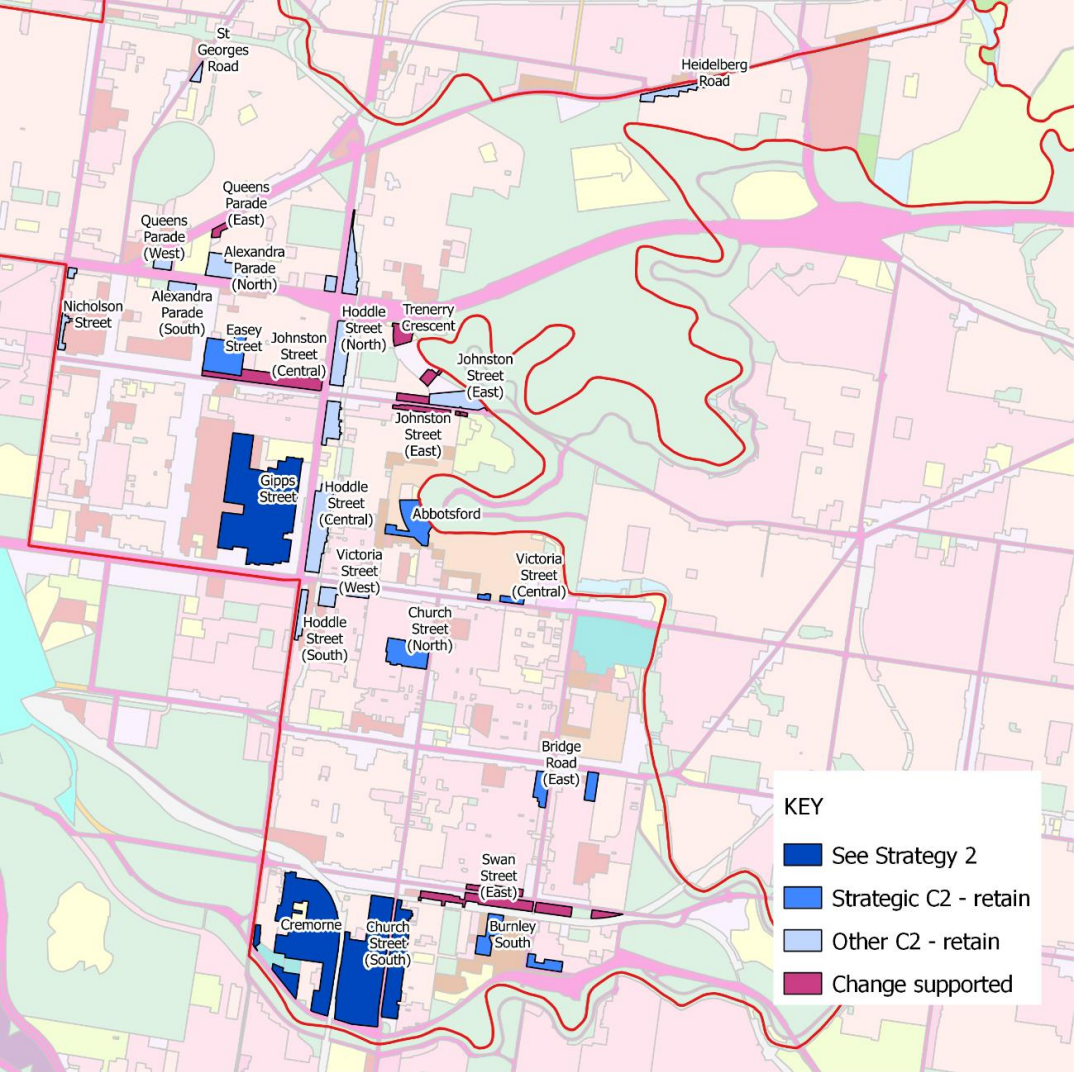 St
Georges
Road
Heidelberg
Road
Queens
Parade
(East)
Queens
Parade
(West)
Alexandra
Parade
(North)
Alexandra
Parade
(South)
Nicholson
Street
Easey
Street
Johnston
Street
(Central)
Hoddle
Street
(North)
Trenerry
Crescent
Johnston
Street
(East)
Johnston
Street
(East)
Gipps
Street
Hoddle
Street
(Central)
Abbotsford
Victoria
Street
(West)
Victoria
Street
(Central)
Hoddle
Street
(South)
Church
Street
(North)
Bridge
Road
(East)
Swan
Street
(East)
Cremorne
Church
Street
(South)
Burnley
South
KEY
See Strategy 2
Strategic C2 - retain
Other C2 - retain
Change supported